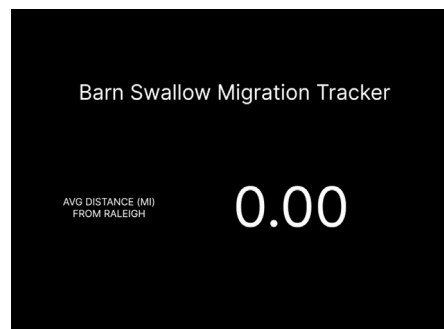 Barn Swallow Migration Tracker
AVG DISTANCE (MI)
FROM RALEIGH
0.00